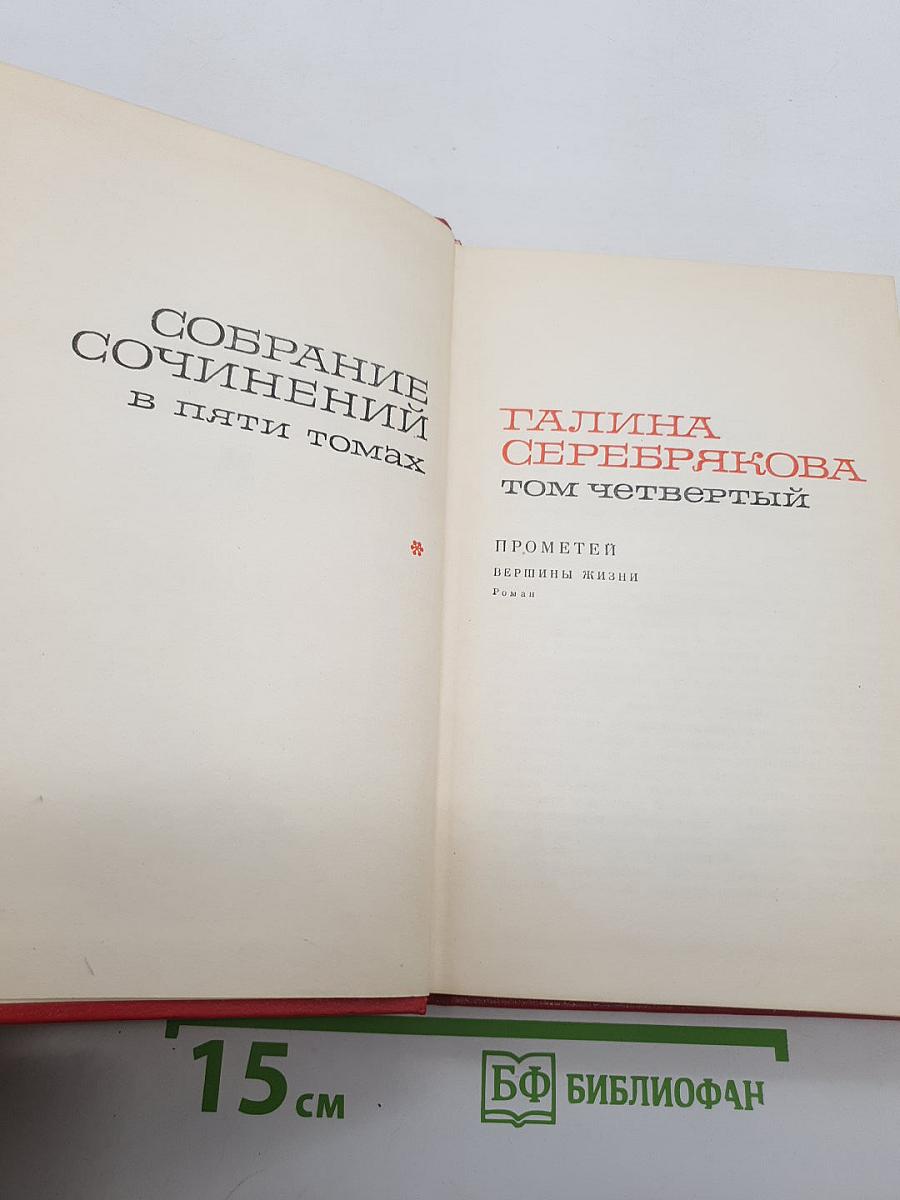 СОБРАНИЕ
СОЧИНЕНИЙ
В ПЯТИ ТОМАХ
ГАЛИНА
СЕРЕБРЯКОВА
ТОМ ЧЕТВЕРТЫЙ
ПРОМЕТЕЙ
ВЕРШИНЫ ЖИЗНИ
Роман
15 см
БФ БИБЛИОФАН